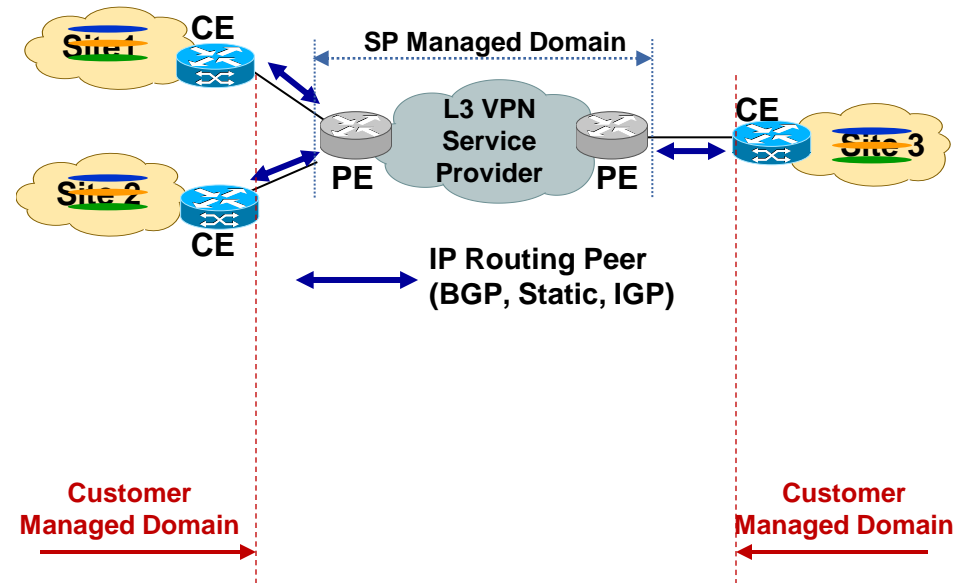 CE
Site1
SP Managed Domain
L3 VPN
Service
Provider
CE
Site 3
PE
PE
Site 2
CE
IP Routing Peer
(BGP, Static, IGP)
Customer
Managed Domain
Customer
Managed Domain